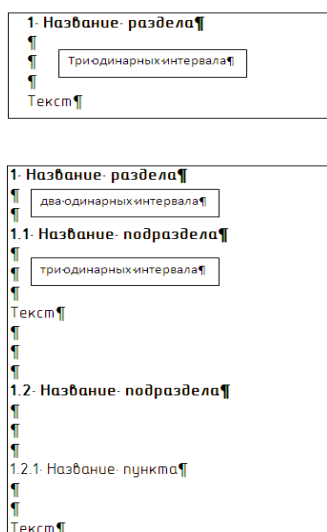 1· Название· раздела¶
¶
¶
Три·одинарных·интервала¶
¶
Текст¶
1· Название· раздела¶
¶
два·одинарных·интервала¶
¶
1.1· Название· подраздела¶
¶
¶
три·одинарных·интервала¶
¶
Текст¶
¶
¶
¶
1.2· Название· подраздела¶
¶
¶
¶
1.2.1· Название· пункта¶
¶
¶
Текст¶